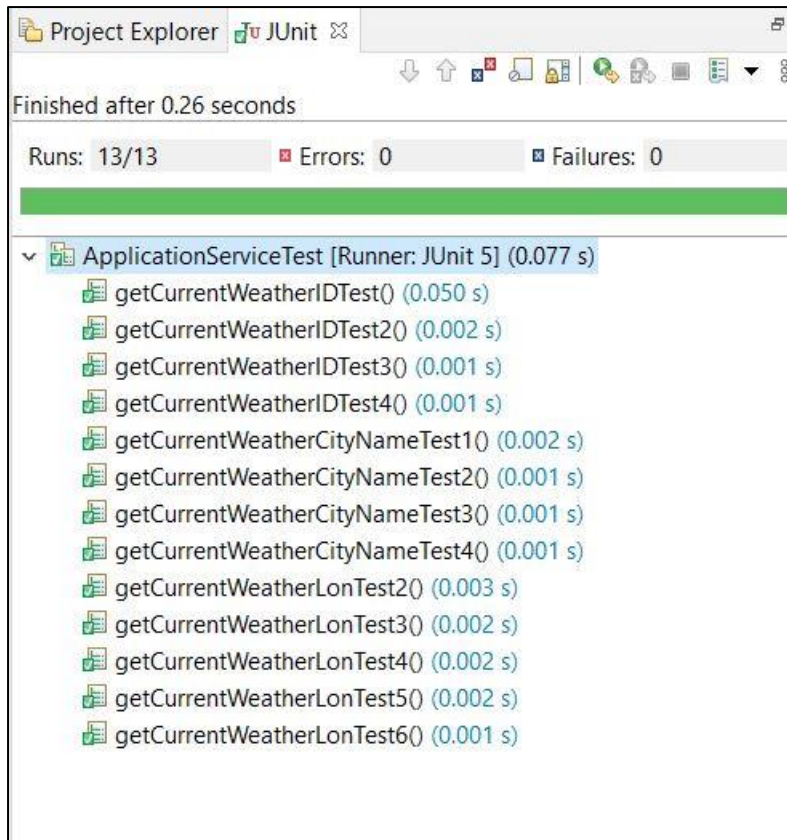 Project Explorer JUnit
Finished after 0.26 seconds
Runs: 13/13 Errors: 0 Failures: 0
ApplicationServiceTest [Runner: JUnit 5] (0.077 s)
getCurrentWeatherIDTest() (0.050 s)
getCurrentWeatherIDTest2() (0.002 s)
getCurrentWeatherIDTest3() (0.001 s)
getCurrentWeatherIDTest4() (0.001 s)
getCurrentWeatherCityNameTest1() (0.002 s)
getCurrentWeatherCityNameTest2() (0.001 s)
getCurrentWeatherCityNameTest3() (0.001 s)
getCurrentWeatherCityNameTest4() (0.001 s)
getCurrentWeatherLonTest2() (0.003 s)
getCurrentWeatherLonTest3() (0.002 s)
getCurrentWeatherLonTest4() (0.002 s)
getCurrentWeatherLonTest5() (0.002 s)
getCurrentWeatherLonTest6() (0.001 s)